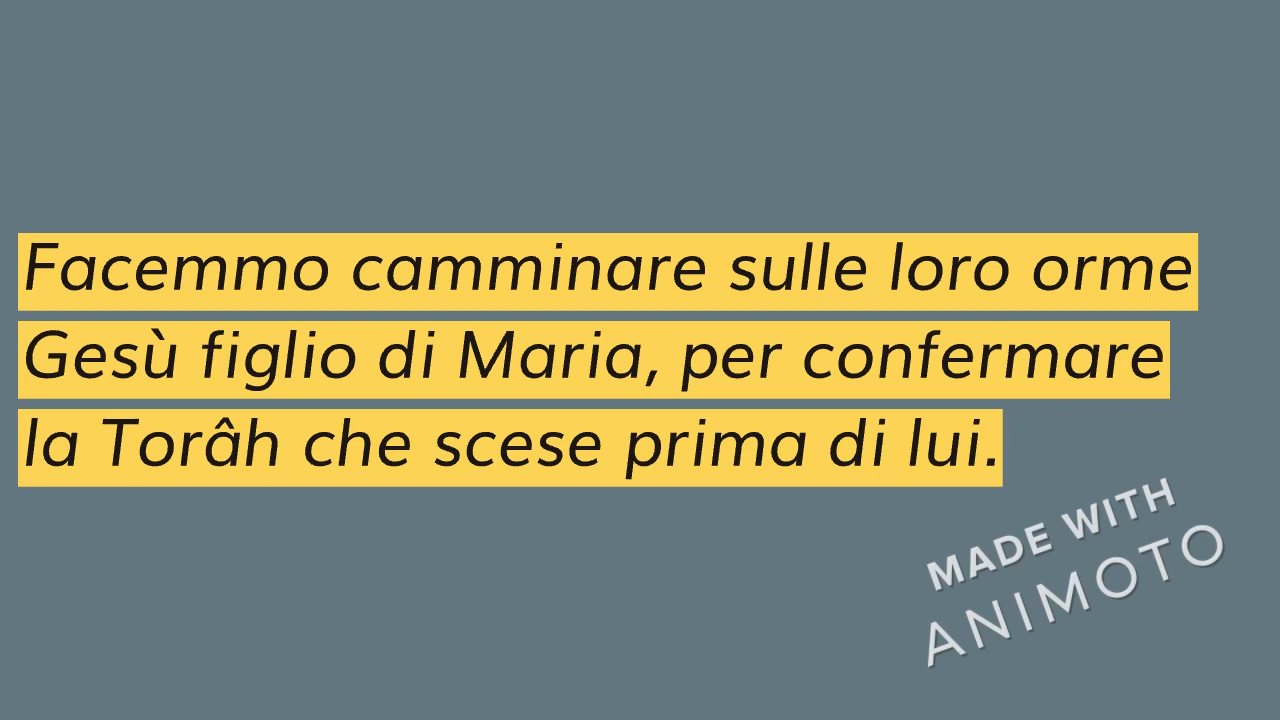 Facemmo camminare sulle loro orme
Gesù figlio di Maria, per confermare
la Torâh che scese prima di lui.
MADE WITH
ANIMOTO